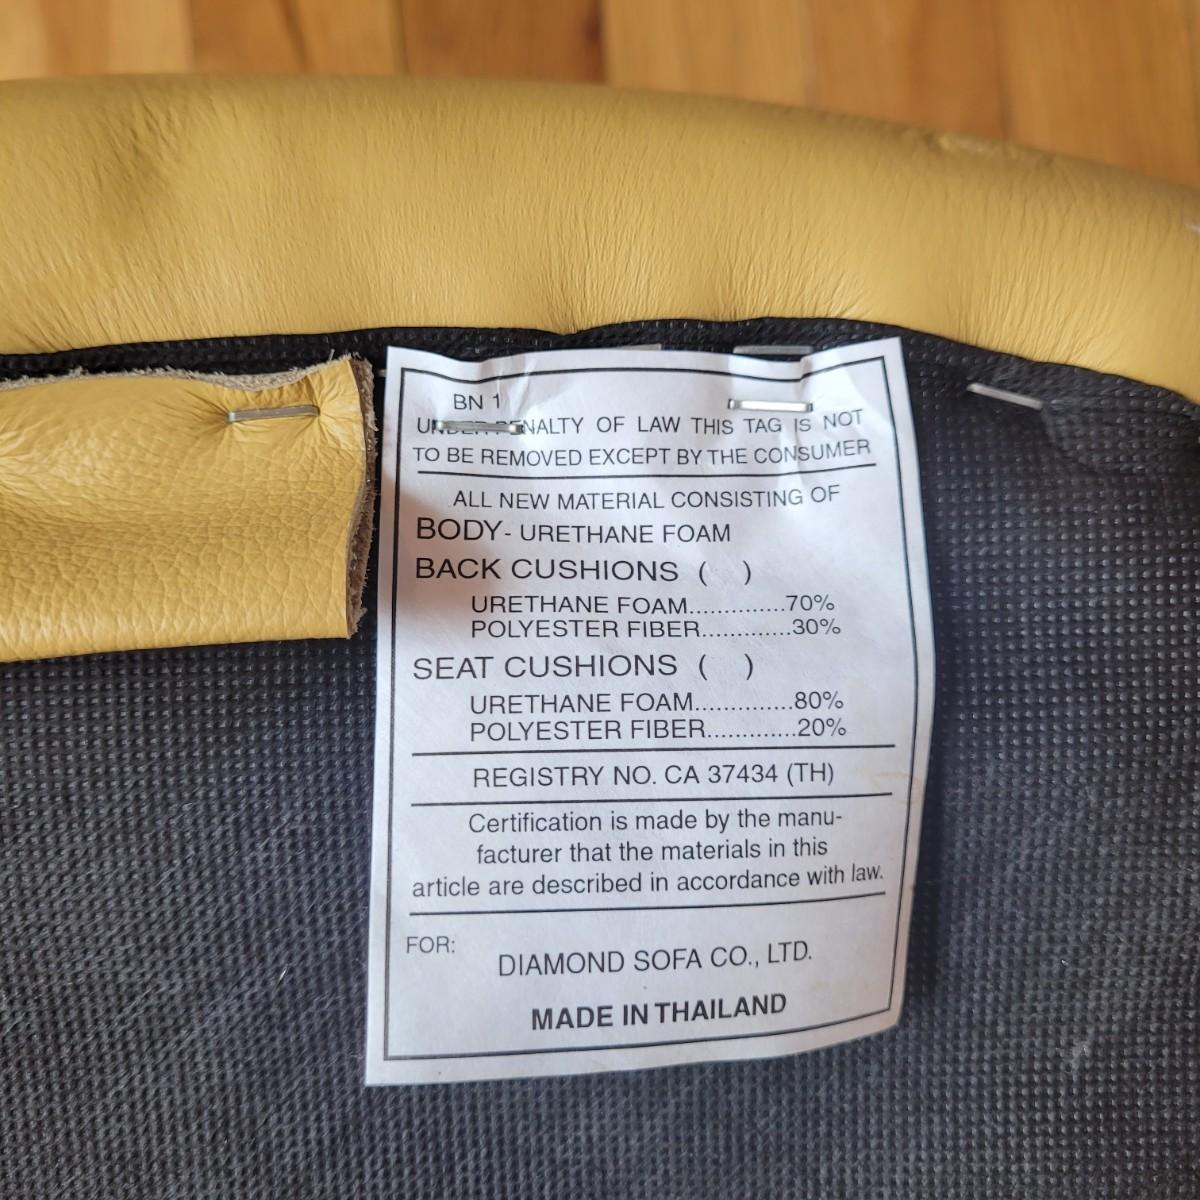 BN 1
UNDER PENALTY OF LAW THIS TAG IS NOT
TO BE REMOVED EXCEPT BY THE CONSUMER
ALL NEW MATERIAL CONSISTING OF
BODY- URETHANE FOAM
BACK CUSHIONS (   )
URETHANE FOAM..............70%
POLYESTER FIBER.............30%
SEAT CUSHIONS (   )
URETHANE FOAM..............80%
POLYESTER FIBER.............20%
REGISTRY NO. CA 37434 (TH)
Certification is made by the manu-
facturer that the materials in this
article are described in accordance with law.
FOR:
DIAMOND SOFA CO., LTD.
MADE IN THAILAND